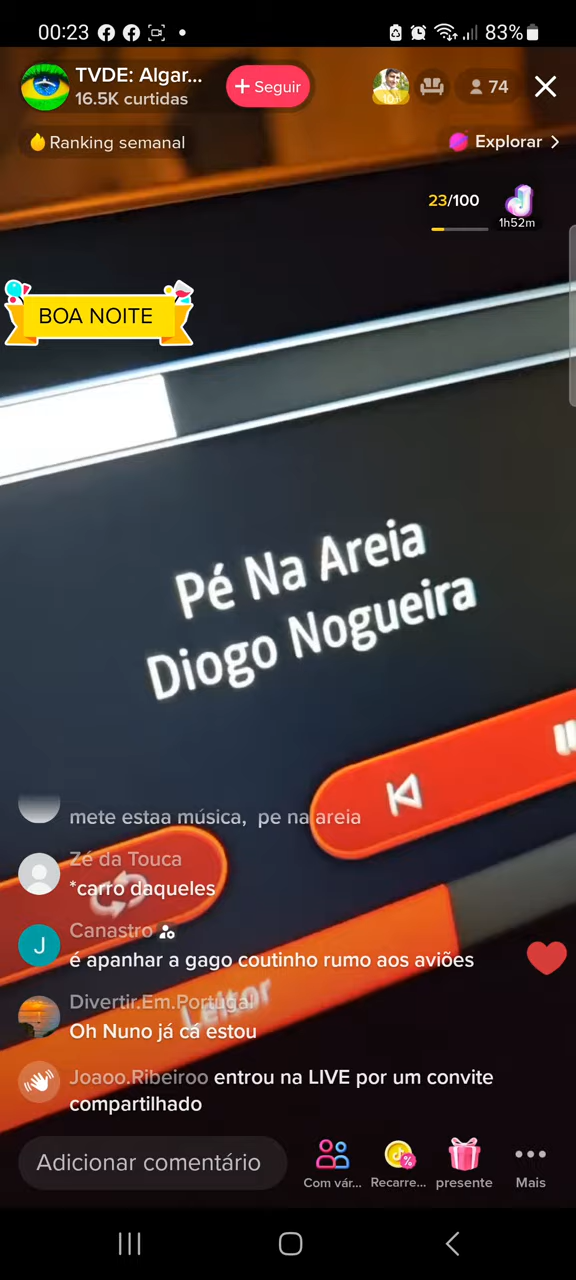 00:23
83%
TVDE: Algar...
16.5K curtidas
+ Seguir
74
Ranking semanal
Explorar >
23/100
1h52m
BOA NOITE
Pé Na Areia
Diogo Nogueira
mete estaa música, pe na areia
Zé da Touca
*carro daqueles
Canastro
é apanhar a gago coutinho rumo aos aviões
Leitor
Divertir.Em.Portugal
Oh Nuno já cá estou
Joaoo.Ribeiroo entrou na LIVE por um convite
compartilhado
Adicionar comentário
Com vár...
Recarre...
presente
Mais